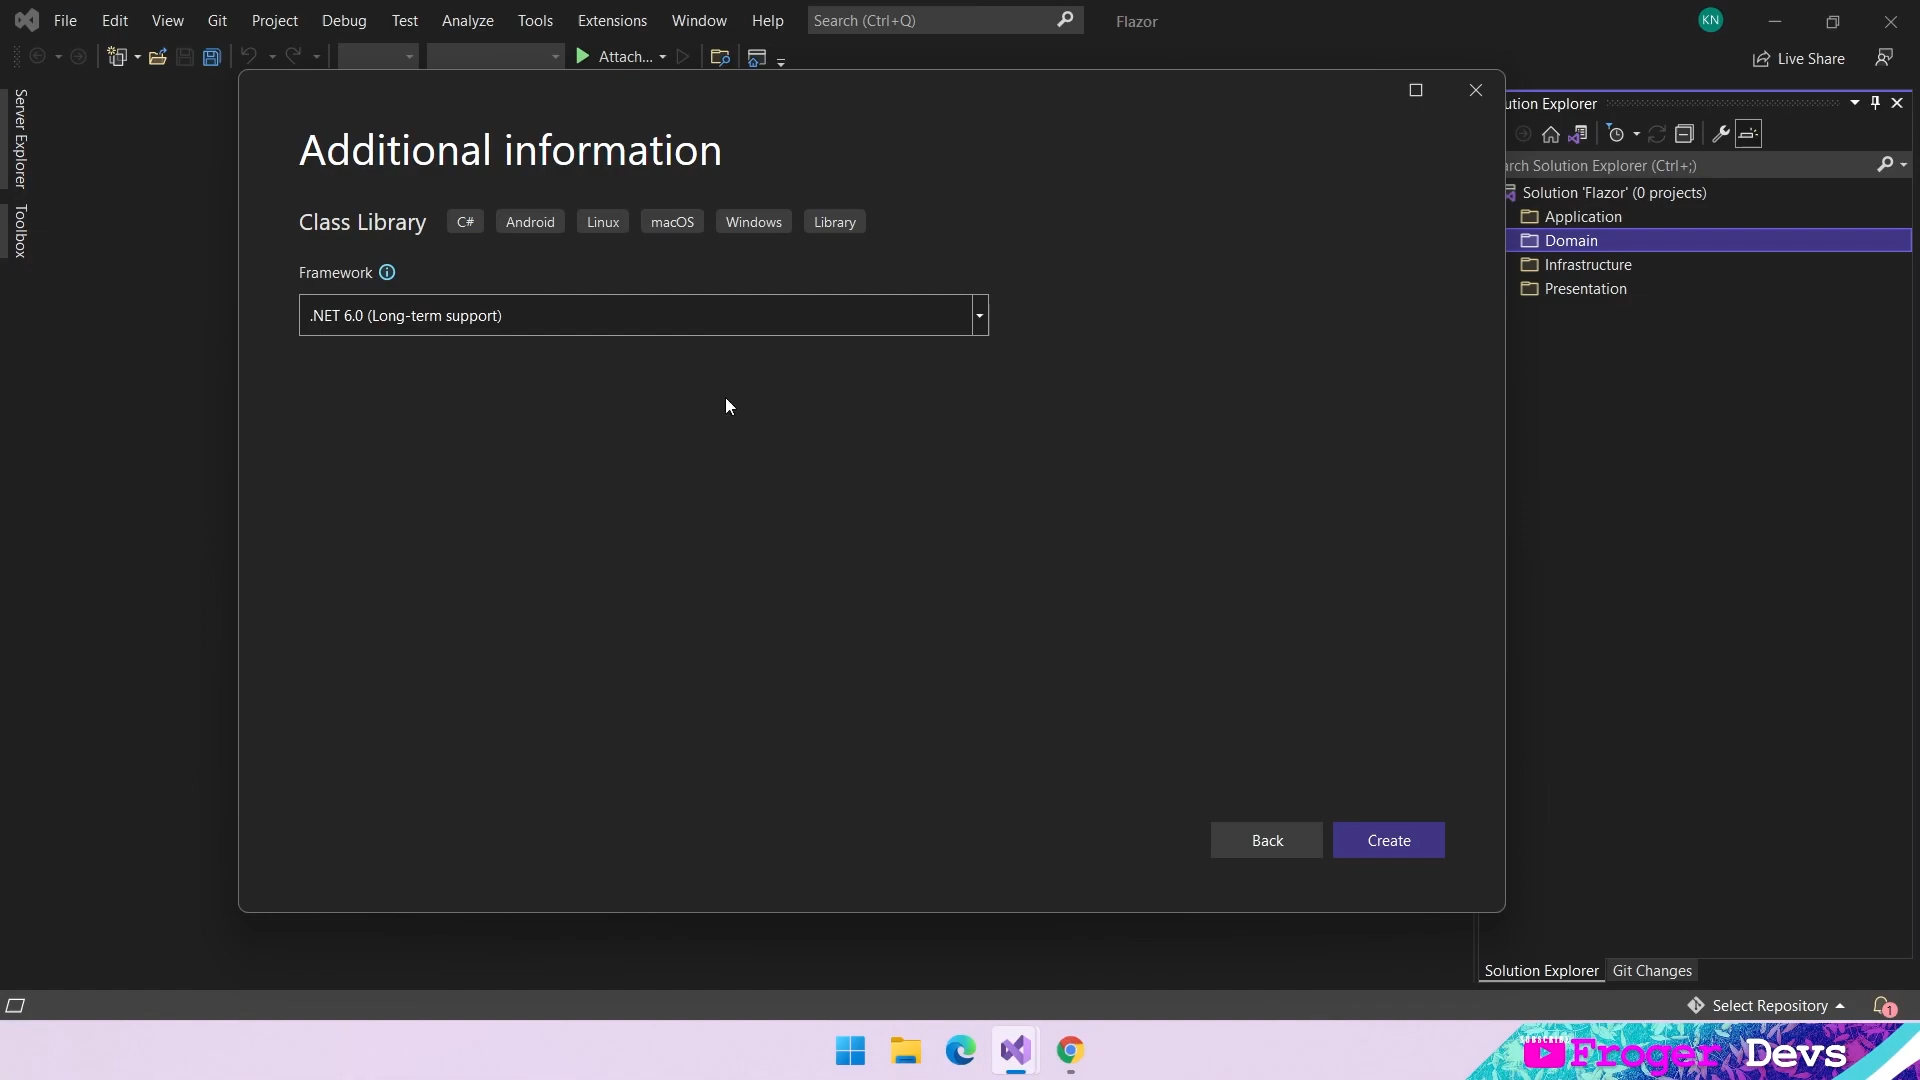 File Edit View Git Project Debug Test Analyze Tools Extensions Window Help Search (Ctrl+Q) Flazor KN
Attach... Live Share
Server Explorer
Toolbox
Additional information
Class Library C# Android Linux macOS Windows Library
Framework
.NET 6.0 (Long-term support)
Back Create
ution Explorer
rch Solution Explorer (Ctrl+;)
Solution 'Flazor' (0 projects)
Application
Domain
Infrastructure
Presentation
Solution Explorer Git Changes
Select Repository 1
SUBSCRIBE
Froger Devs